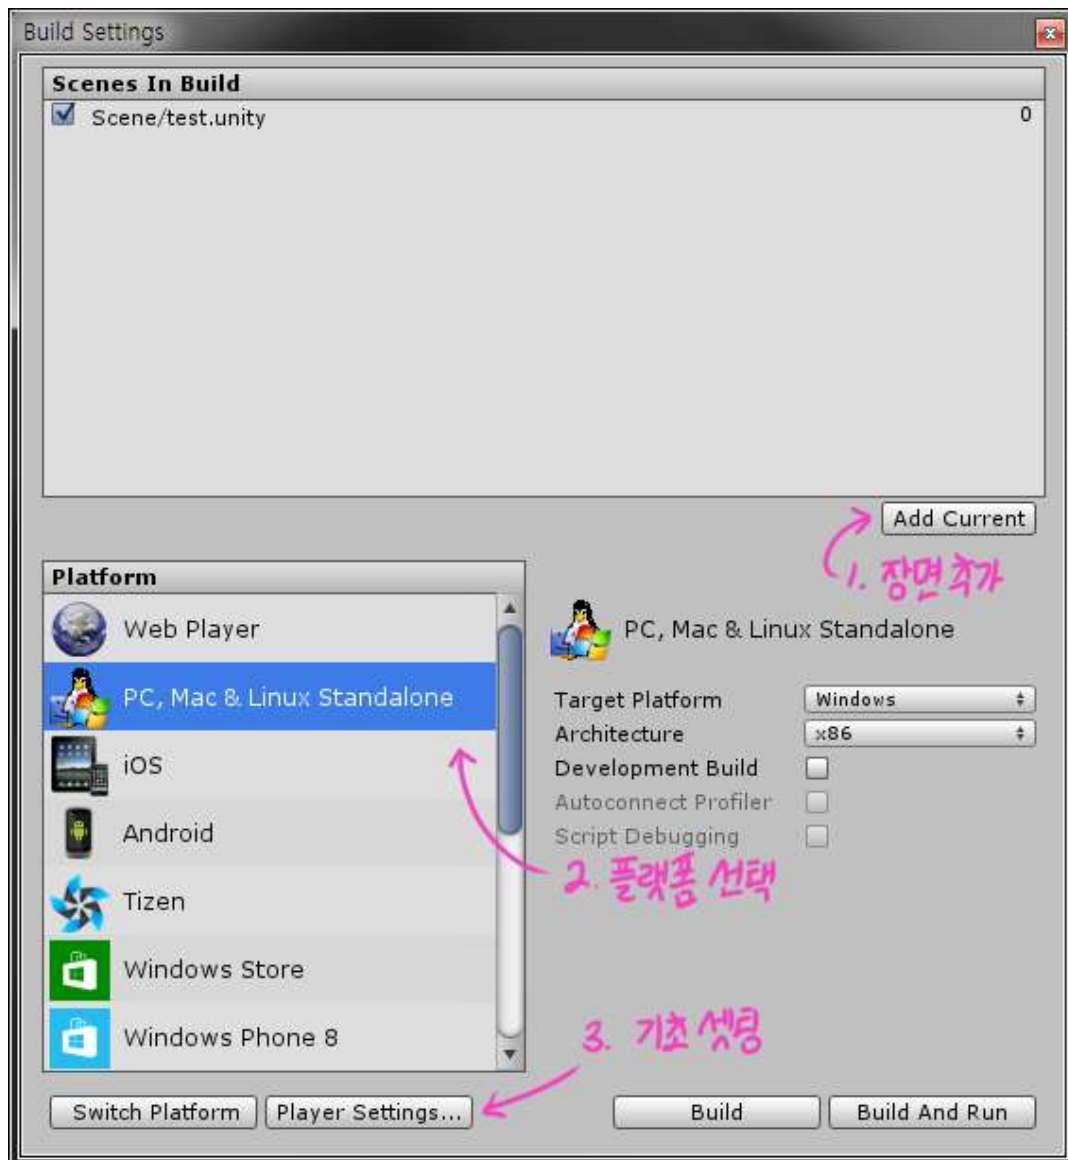 Build Settings
Scenes In Build
Scene/test.unity 0
Add Current
1. 장면추가
Platform
Web Player
PC, Mac & Linux Standalone
iOS
Android
Tizen
Windows Store
Windows Phone 8
PC, Mac & Linux Standalone
Target Platform Windows
Architecture x86
Development Build
Autoconnect Profiler
Script Debugging
2. 플랫폼 선택
3. 기초 셋팅
Switch Platform Player Settings... Build Build And Run